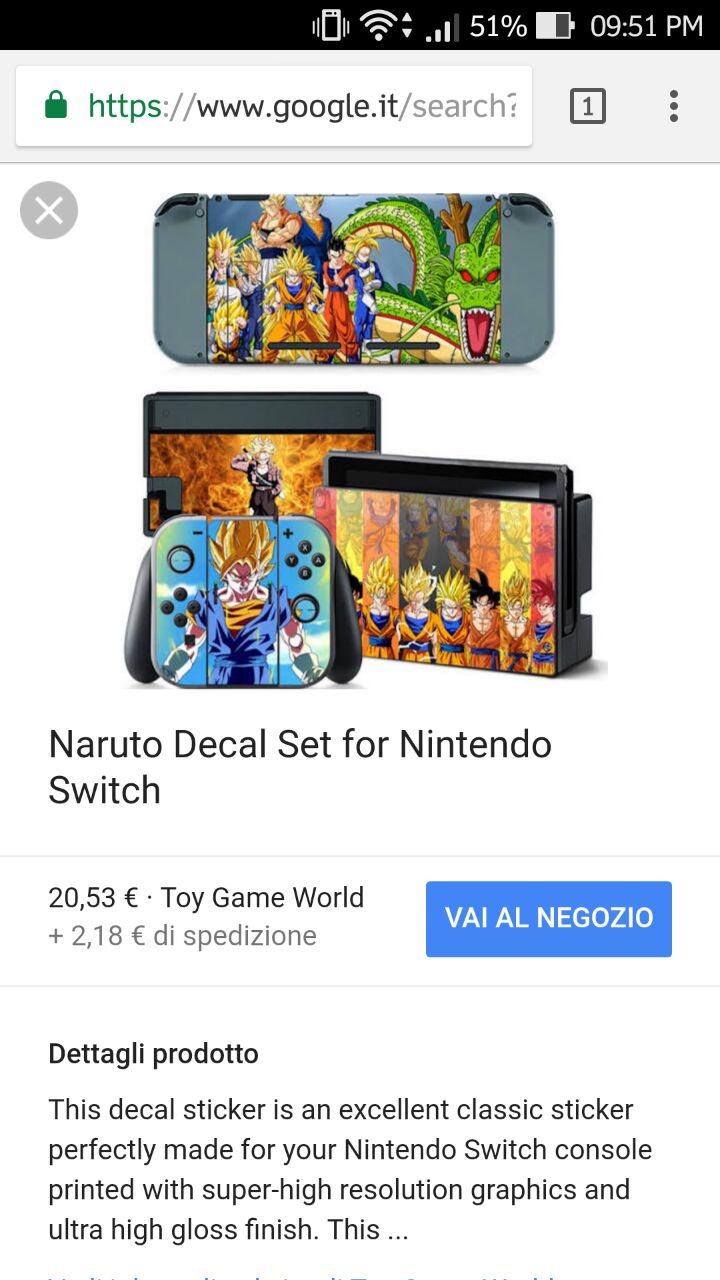 51% 09:51 PM
https://www.google.it/search?
1
X
Y A
B
Naruto Decal Set for Nintendo
Switch
20,53 € · Toy Game World
+ 2,18 € di spedizione
VAI AL NEGOZIO
Dettagli prodotto
This decal sticker is an excellent classic sticker
perfectly made for your Nintendo Switch console
printed with super-high resolution graphics and
ultra high gloss finish. This ...